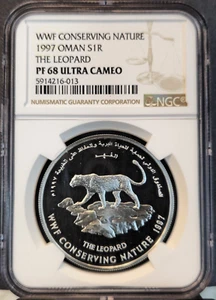 WWF CONSERVING NATURE
1997 OMAN S1R
THE LEOPARD
PF 68 ULTRA CAMEO
5914216-013
NUMISMATIC GUARANTY CORPORATION
NGC
الفهد
THE LEOPARD
WWF CONSERVING NATURE 1997